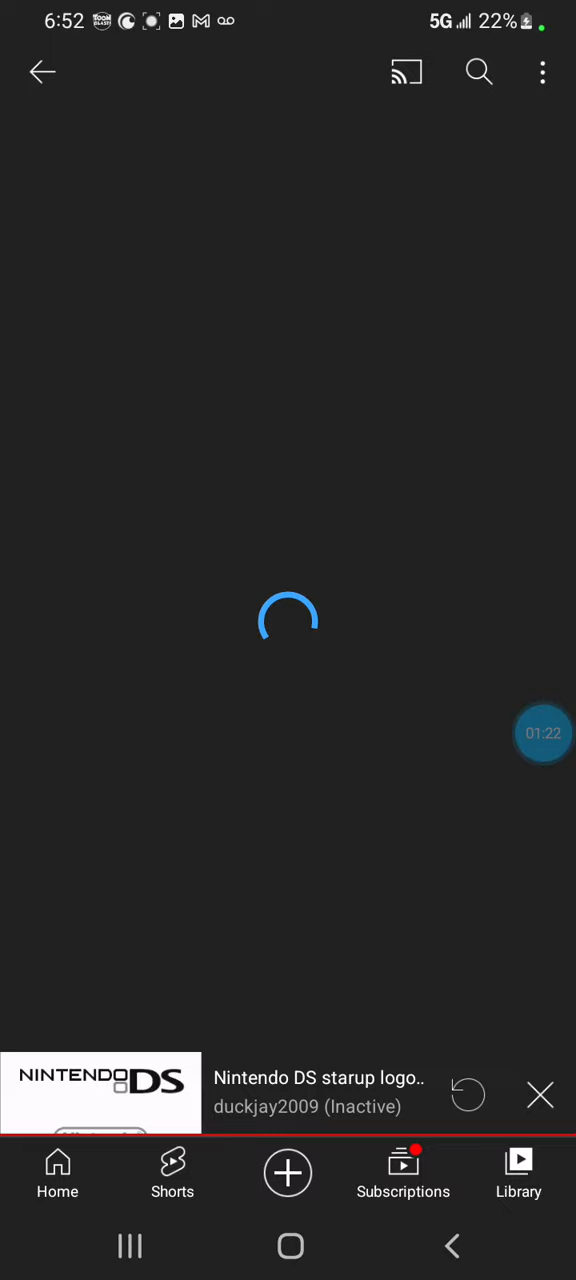 6:52
5G 22%
01:22
NINTENDO DS
Nintendo DS starup logo..
duckjay2009 (Inactive)
Home
Shorts
Subscriptions
Library